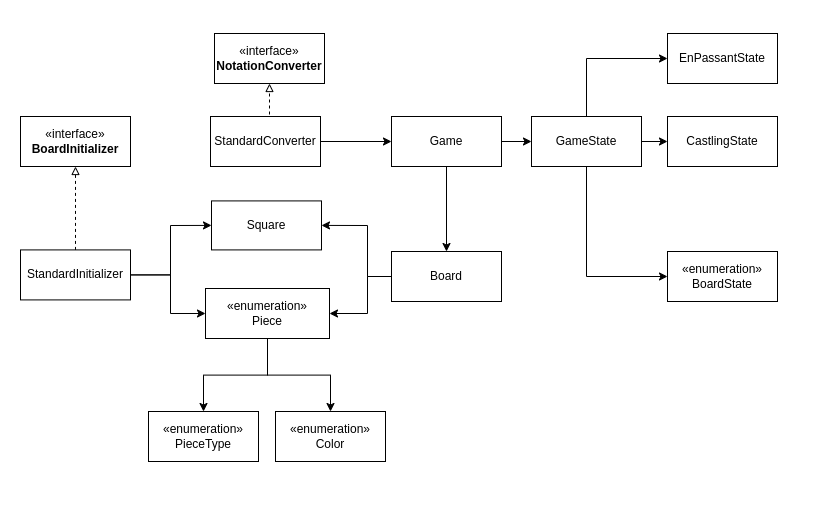 «interface»
NotationConverter
EnPassantState
«interface»
BoardInitializer
StandardConverter
Game
GameState
CastlingState
Square
StandardInitializer
Board
«enumeration»
BoardState
«enumeration»
Piece
«enumeration»
PieceType
«enumeration»
Color